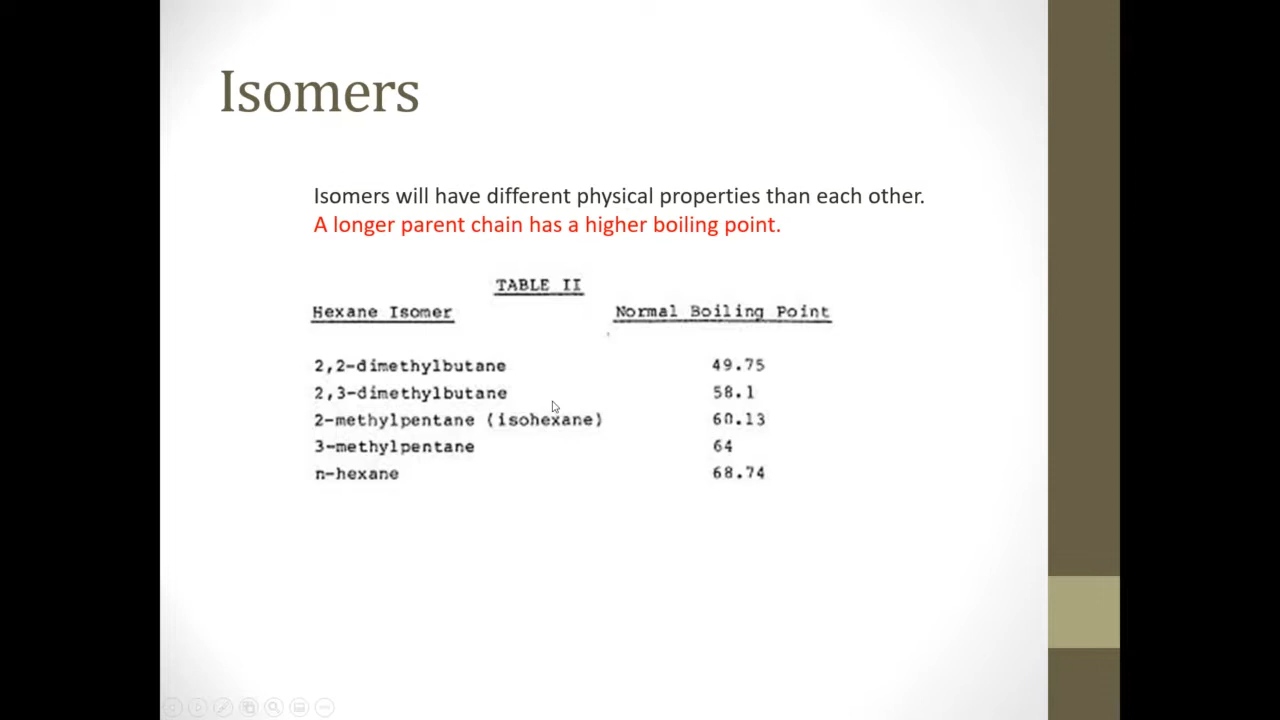 Isomers
Isomers will have different physical properties than each other.
A longer parent chain has a higher boiling point.
TABLE II
Hexane Isomer Normal Boiling Point
2,2-dimethylbutane 49.75
2,3-dimethylbutane 58.1
2-methylpentane (isohexane) 60.13
3-methylpentane 64
n-hexane 68.74